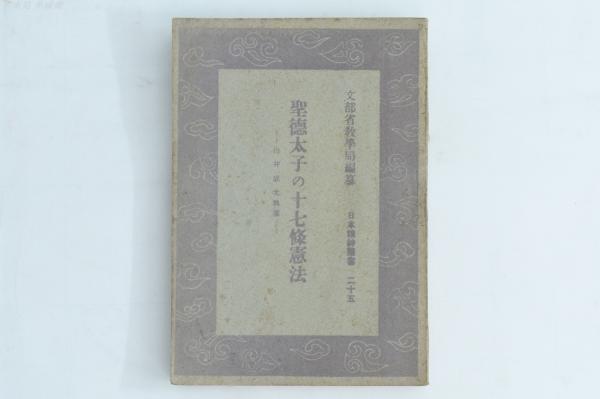 文部省教學局編纂
日本精神叢書 二十五
聖德太子の十七條憲法